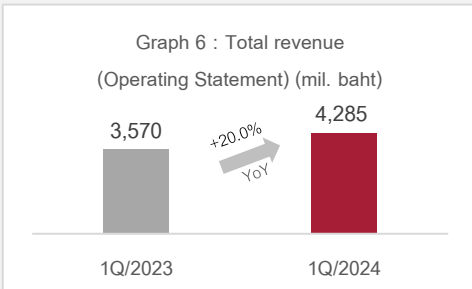 Graph 6 : Total revenue
(Operating Statement) (mil. baht)
4,285
3,570
+20.0%
YoY
1Q/2023
1Q/2024